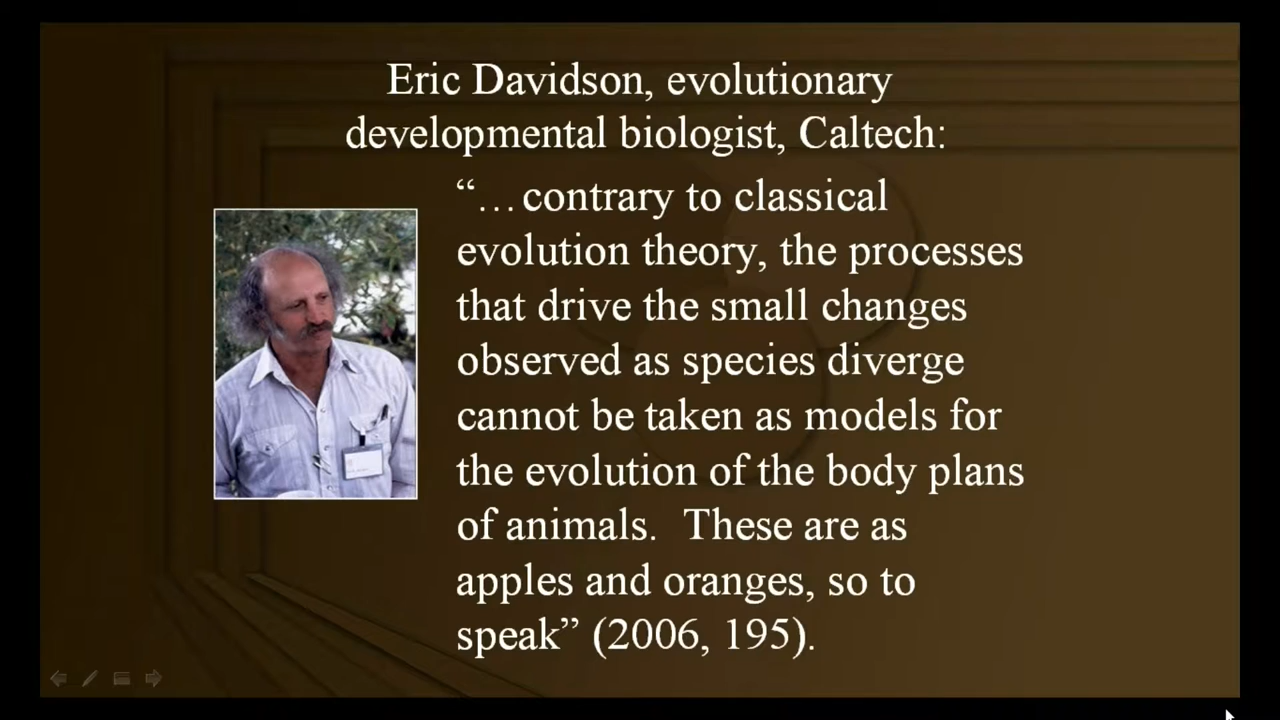 Eric Davidson, evolutionary
developmental biologist, Caltech:
“…contrary to classical
evolution theory, the processes
that drive the small changes
observed as species diverge
cannot be taken as models for
the evolution of the body plans
of animals.  These are as
apples and oranges, so to
speak” (2006, 195).